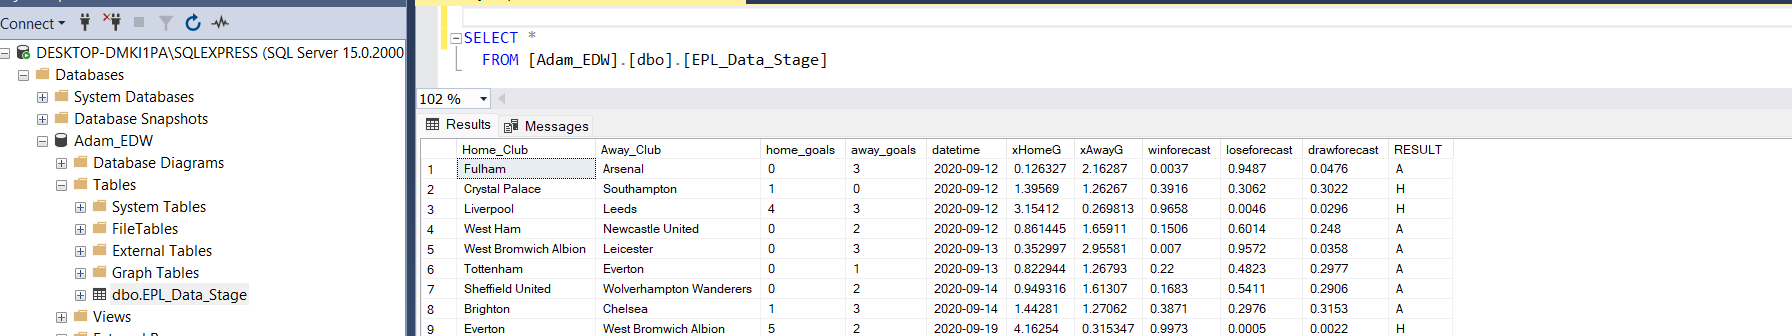 Connect
DESKTOP-DMKI1PA\SQLEXPRESS (SQL Server 15.0.2000
Databases
System Databases
Database Snapshots
Adam_EDW
Database Diagrams
Tables
System Tables
FileTables
External Tables
Graph Tables
dbo.EPL_Data_Stage
Views
SELECT *
FROM [Adam_EDW].[dbo].[EPL_Data_Stage]
102 %
Results Messages
Home_Club Away_Club home_goals away_goals datetime xHomeG xAwayG winforecast loseforecast drawforecast RESULT
1 Fulham Arsenal 0 3 2020-09-12 0.126327 2.16287 0.0037 0.9487 0.0476 A
2 Crystal Palace Southampton 1 0 2020-09-12 1.39569 1.26267 0.3916 0.3062 0.3022 H
3 Liverpool Leeds 4 3 2020-09-12 3.15412 0.269813 0.9658 0.0046 0.0296 H
4 West Ham Newcastle United 0 2 2020-09-12 0.861445 1.65911 0.1506 0.6014 0.248 A
5 West Bromwich Albion Leicester 0 3 2020-09-13 0.352997 2.95581 0.007 0.9572 0.0358 A
6 Tottenham Everton 0 1 2020-09-13 0.822944 1.26793 0.22 0.4823 0.2977 A
7 Sheffield United Wolverhampton Wanderers 0 2 2020-09-14 0.949316 1.61307 0.1683 0.5411 0.2906 A
8 Brighton Chelsea 1 3 2020-09-14 1.44281 1.27062 0.3871 0.2976 0.3153 A
9 Everton West Bromwich Albion 5 2 2020-09-19 4.16254 0.315347 0.9973 0.0005 0.0022 H